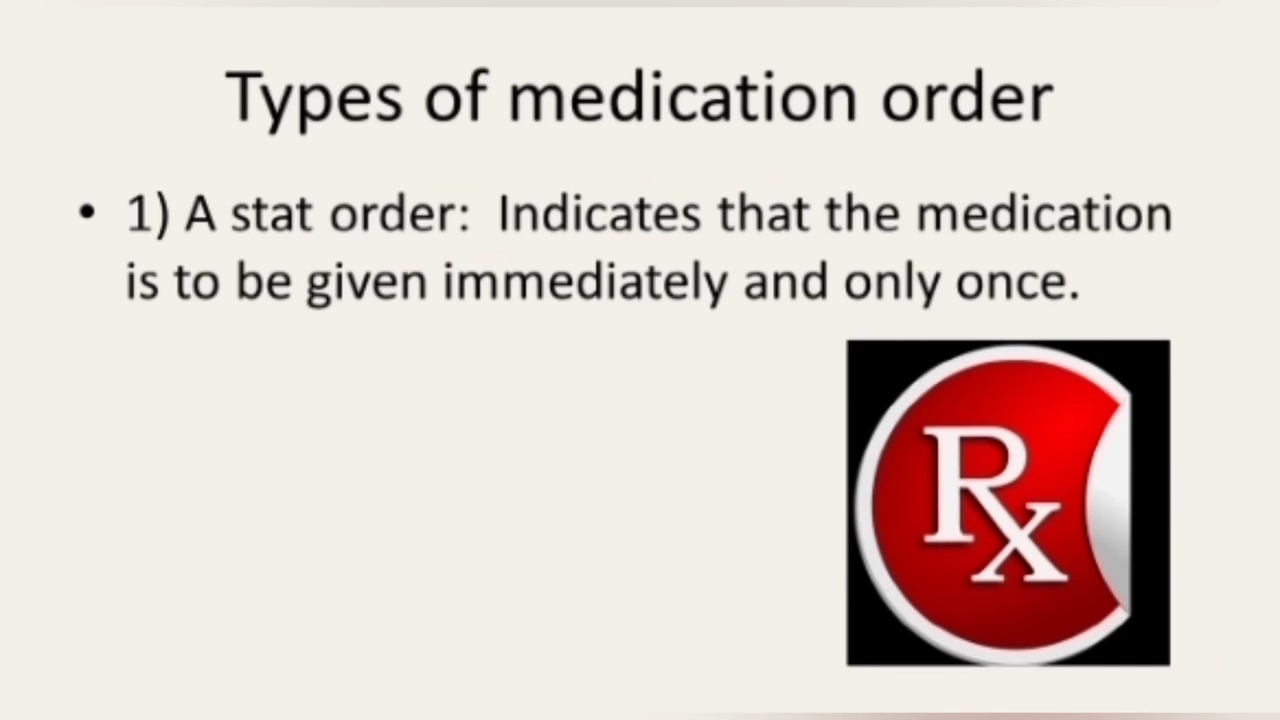 Types of medication order
• 1) A stat order: Indicates that the medication
is to be given immediately and only once.
Rx